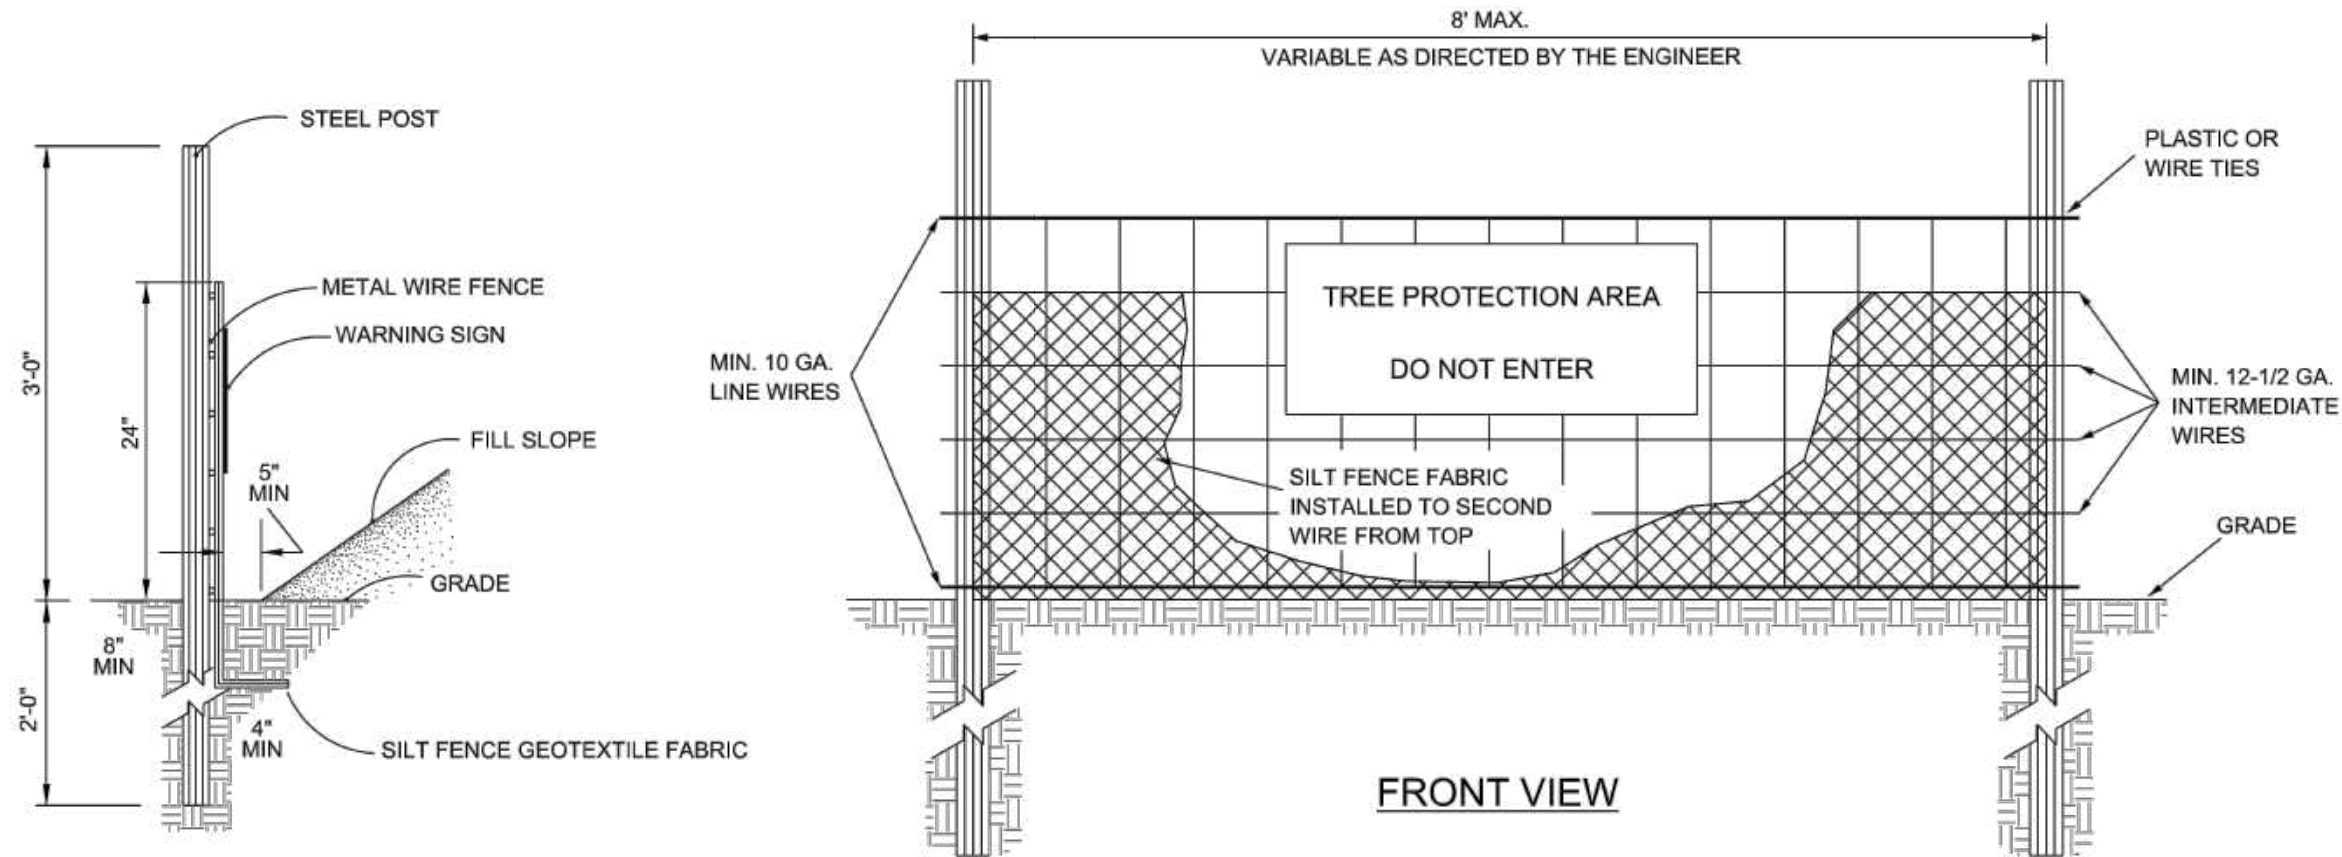 STEEL POST
METAL WIRE FENCE
WARNING SIGN
FILL SLOPE
5"
MIN
GRADE
3'-0"
24"
8"
MIN
2'-0"
4"
MIN
SILT FENCE GEOTEXTILE FABRIC
8' MAX.
VARIABLE AS DIRECTED BY THE ENGINEER
PLASTIC OR
WIRE TIES
TREE PROTECTION AREA
DO NOT ENTER
MIN. 10 GA.
LINE WIRES
MIN. 12-1/2 GA.
INTERMEDIATE
WIRES
SILT FENCE FABRIC
INSTALLED TO SECOND
WIRE FROM TOP
GRADE
FRONT VIEW